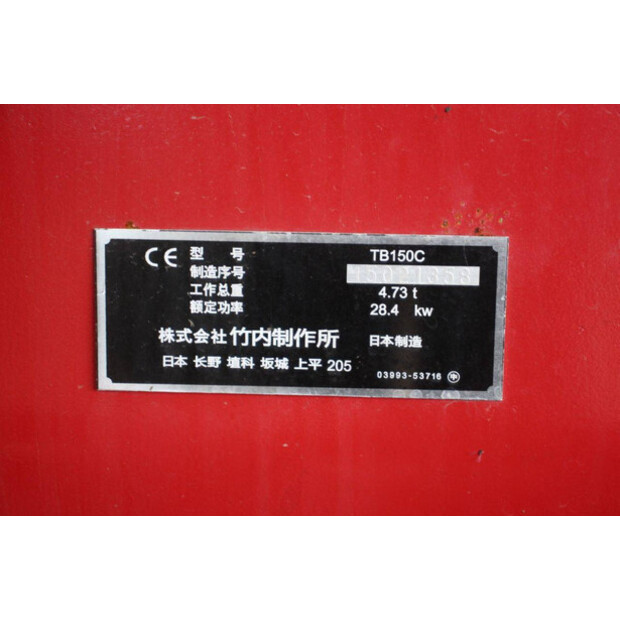 CE 型 号 TB150C
制造序号 15021358
工作总重 4.73 t
额定功率 28.4 kw
株式会社 竹内制作所 日本制造
日本 长野 埴科 坂城 上平 205
03993-53716 中